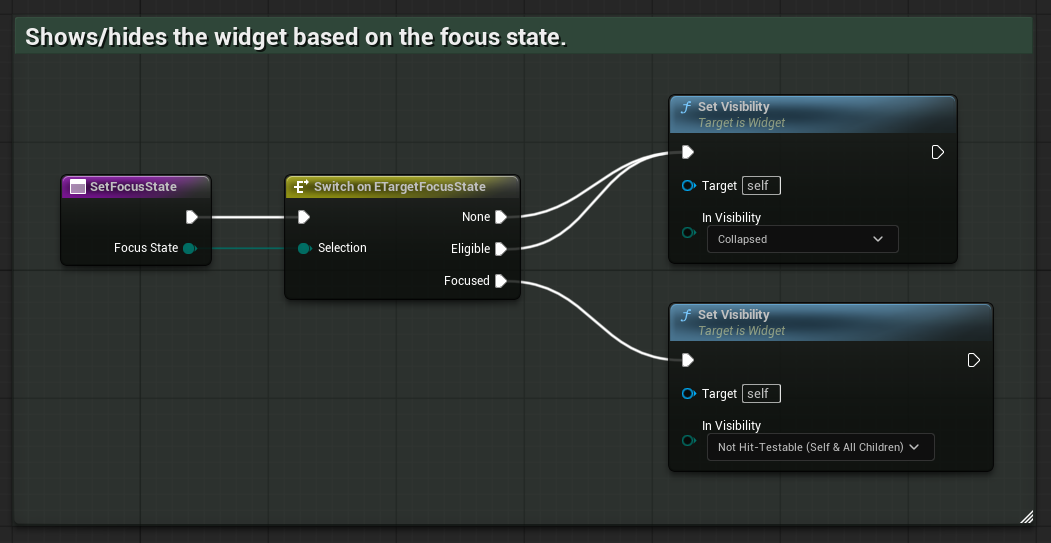 Shows/hides the widget based on the focus state.
SetFocusState
Focus State
Switch on ETargetFocusState
None
Selection
Eligible
Focused
f Set Visibility
Target is Widget
Target self
In Visibility
Collapsed
f Set Visibility
Target is Widget
Target self
In Visibility
Not Hit-Testable (Self & All Children)